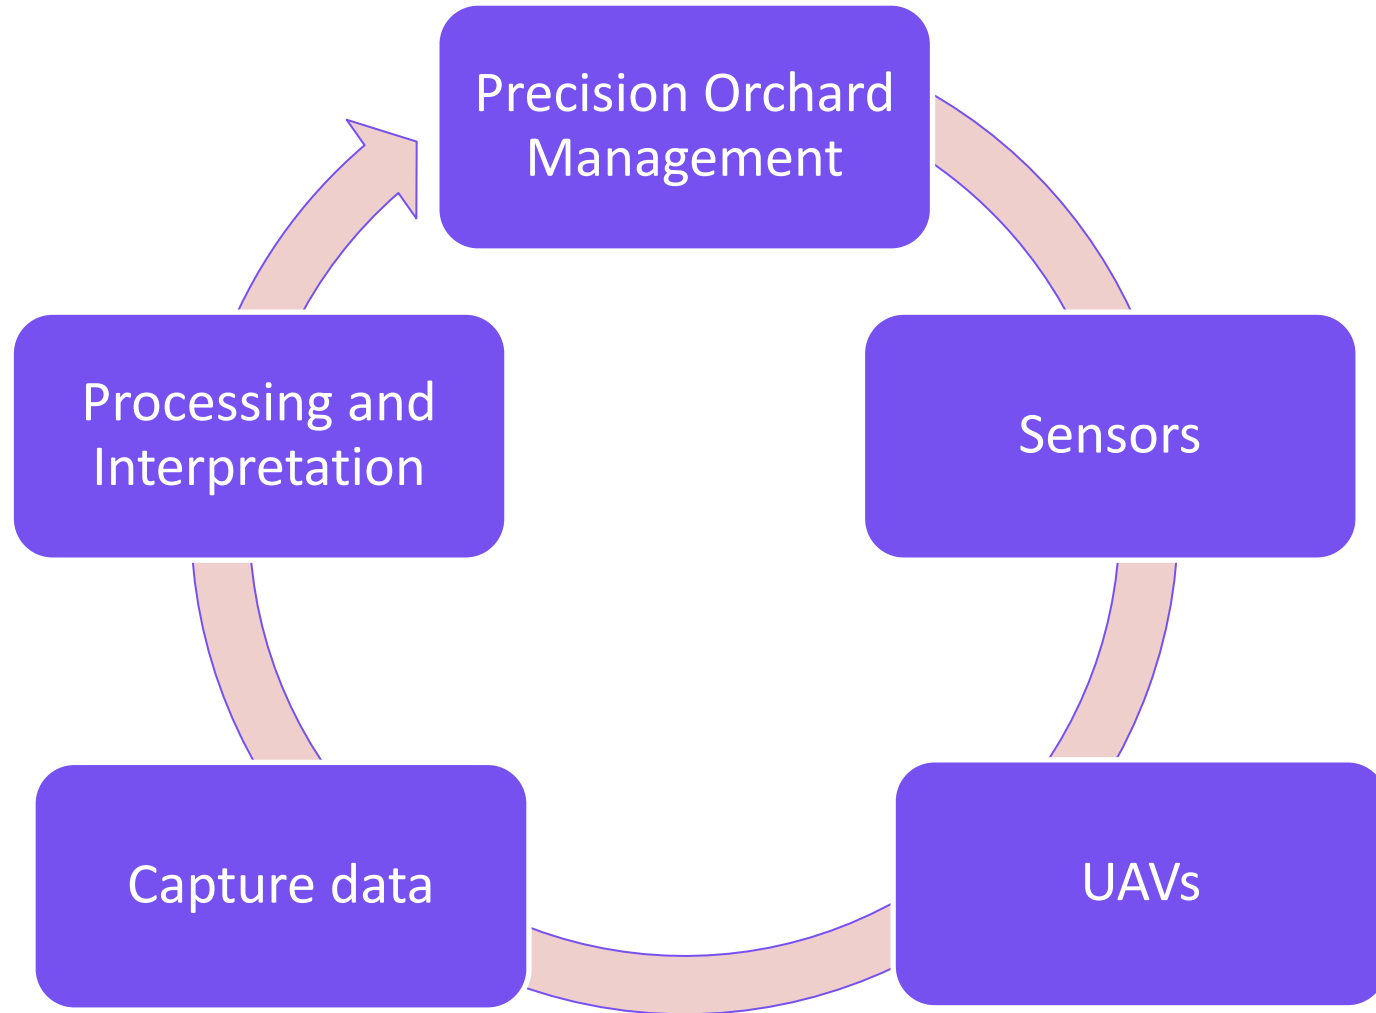 Precision Orchard
Management
Sensors
UAVs
Capture data
Processing and
Interpretation